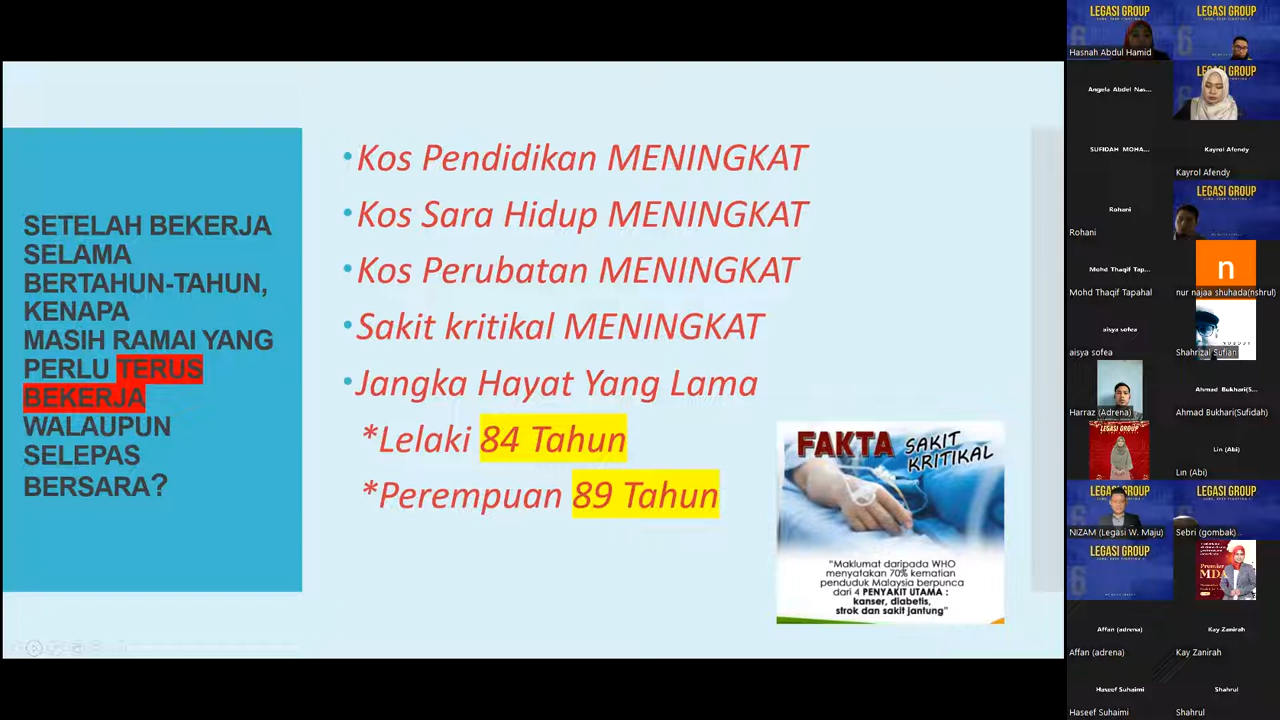 SETELAH BEKERJA
SELAMA
BERTAHUN-TAHUN,
KENAPA
MASIH RAMAI YANG
PERLU TERUS
BEKERJA
WALAUPUN
SELEPAS
BERSARA?
•Kos Pendidikan MENINGKAT
•Kos Sara Hidup MENINGKAT
•Kos Perubatan MENINGKAT
•Sakit kritikal MENINGKAT
•Jangka Hayat Yang Lama
*Lelaki 84 Tahun
*Perempuan 89 Tahun
FAKTA SAKIT
KRITIKAL
"Maklumat daripada WHO
menyatakan 70% kematian
penduduk Malaysia berpunca
dari 4 PENYAKIT UTAMA :
kanser, diabetis,
strok dan sakit jantung"
LEGASI GROUP
Hasnah Abdul Hamid
LEGASI GROUP
Angela Abdel Nas...
LEGASI GROUP
SUFIDAH MOHA...
Kayrol Afendy
Kayrol Afendy
Rohani
Rohani
LEGASI GROUP
Mohd Thaqif Tap...
Mohd Thaqif Tapahal
n
nur najaa shuhada(nshrul)
aisya sofea
aisya sofea
Shahrizal Sufian
Harraz (Adrena)
Ahmad Bukhari(S...
Ahmad Bukhari(Sufidah)
LEGASI GROUP
Lin (Abi)
Lin (Abi)
LEGASI GROUP
NIZAM (Legasi W. Maju)
LEGASI GROUP
Sebri (gombak)
LEGASI GROUP
Premier
MDA
Affan (adrena)
Affan (adrena)
Kay Zanirah
Kay Zanirah
Haseef Suhaimi
Haseef Suhaimi
Shahrul
Shahrul